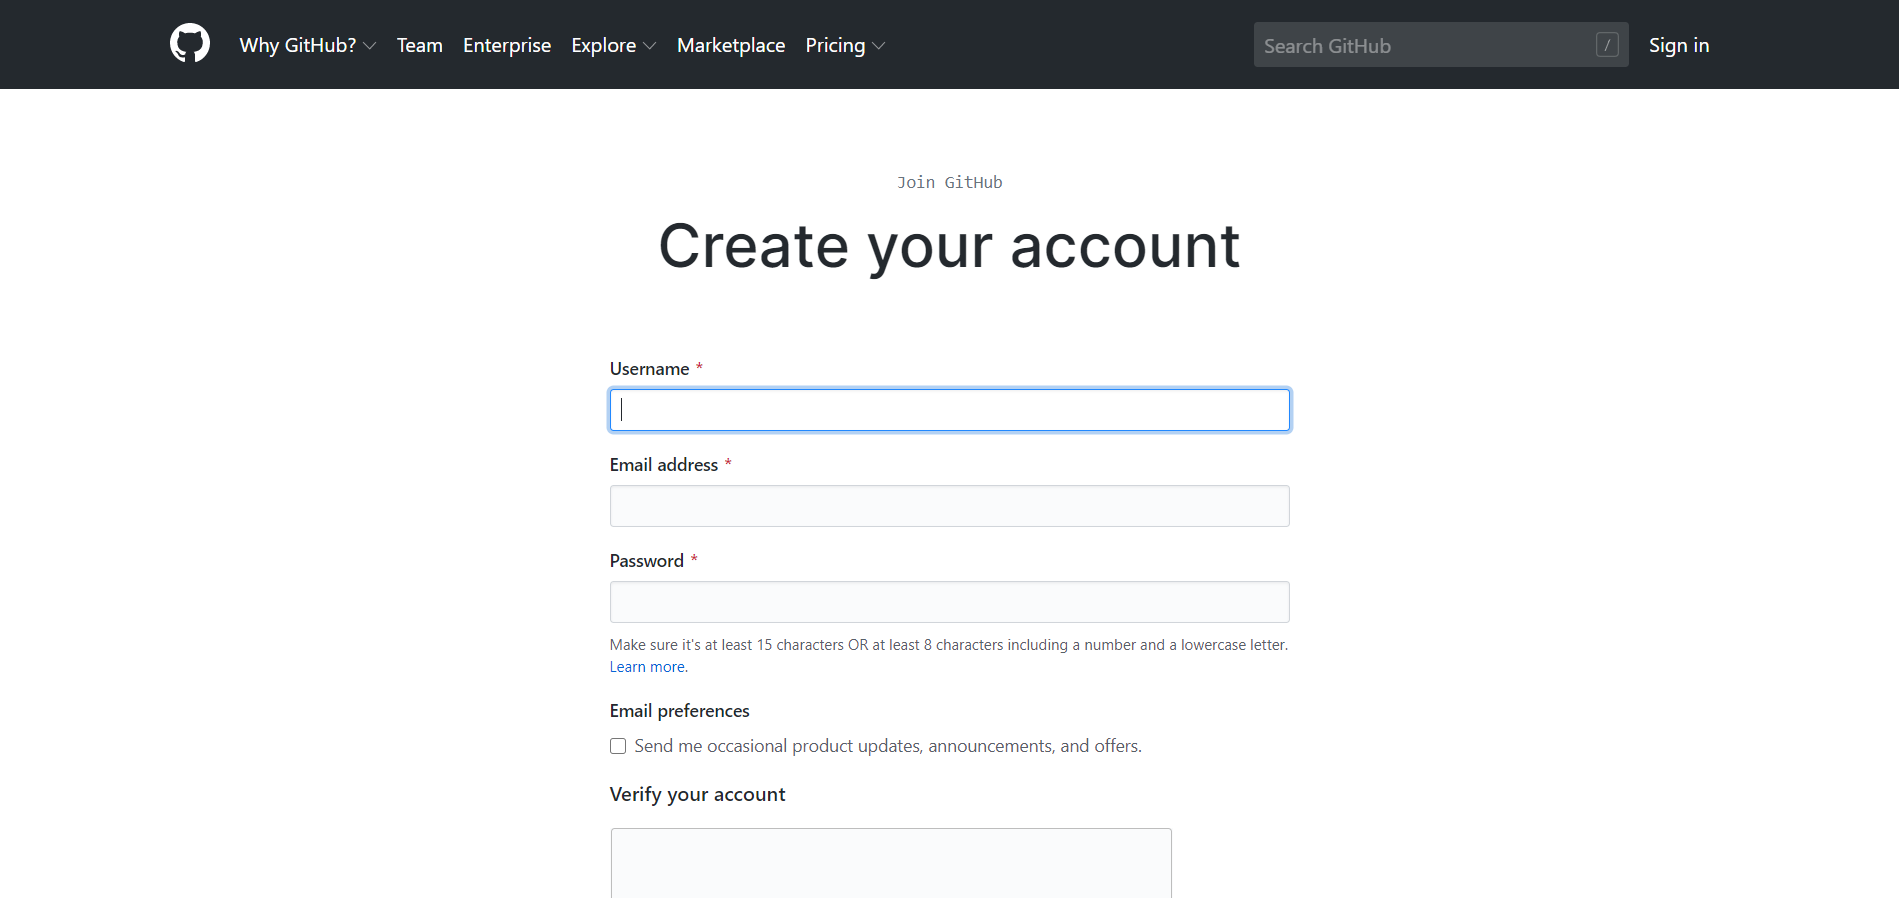 Why GitHub? Team Enterprise Explore Marketplace Pricing Search GitHub / Sign in
Join GitHub
Create your account
Username *
Email address *
Password *
Make sure it's at least 15 characters OR at least 8 characters including a number and a lowercase letter.
Learn more.
Email preferences
Send me occasional product updates, announcements, and offers.
Verify your account